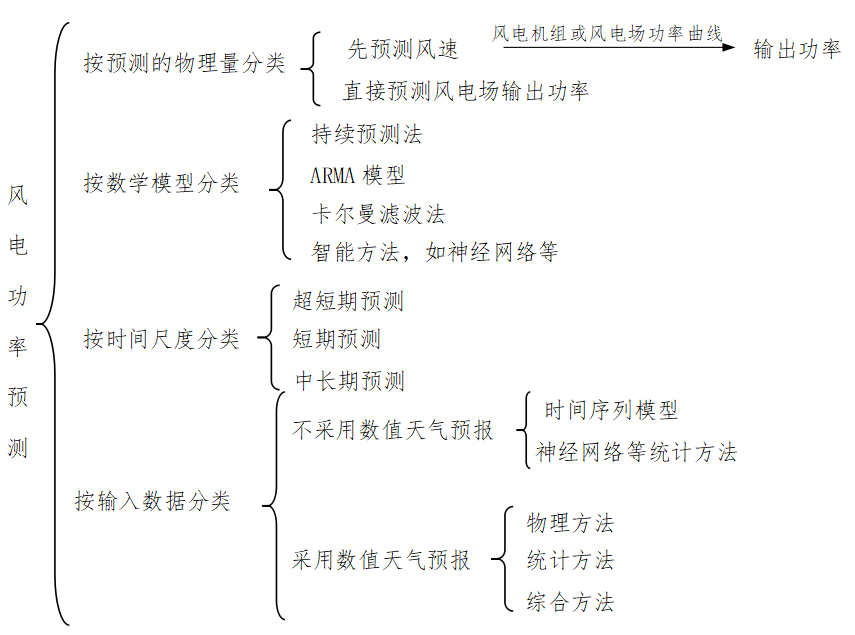 风电功率预测
按预测的物理量分类
先预测风速
风电机组或风电场功率曲线
输出功率
直接预测风电场输出功率
按数学模型分类
持续预测法
ARMA 模型
卡尔曼滤波法
智能方法，如神经网络等
按时间尺度分类
超短期预测
短期预测
中长期预测
按输入数据分类
不采用数值天气预报
时间序列模型
神经网络等统计方法
采用数值天气预报
物理方法
统计方法
综合方法